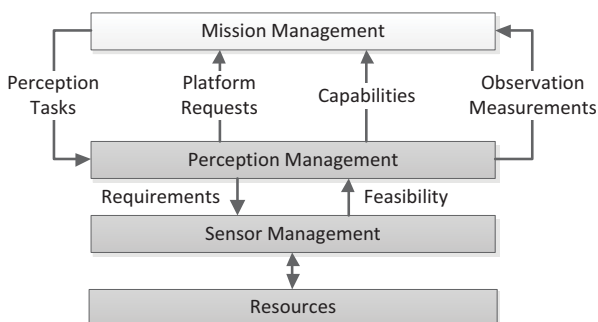 Mission Management
Perception
Tasks
Platform
Requests
Capabilities
Observation
Measurements
Perception Management
Requirements
Feasibility
Sensor Management
Resources